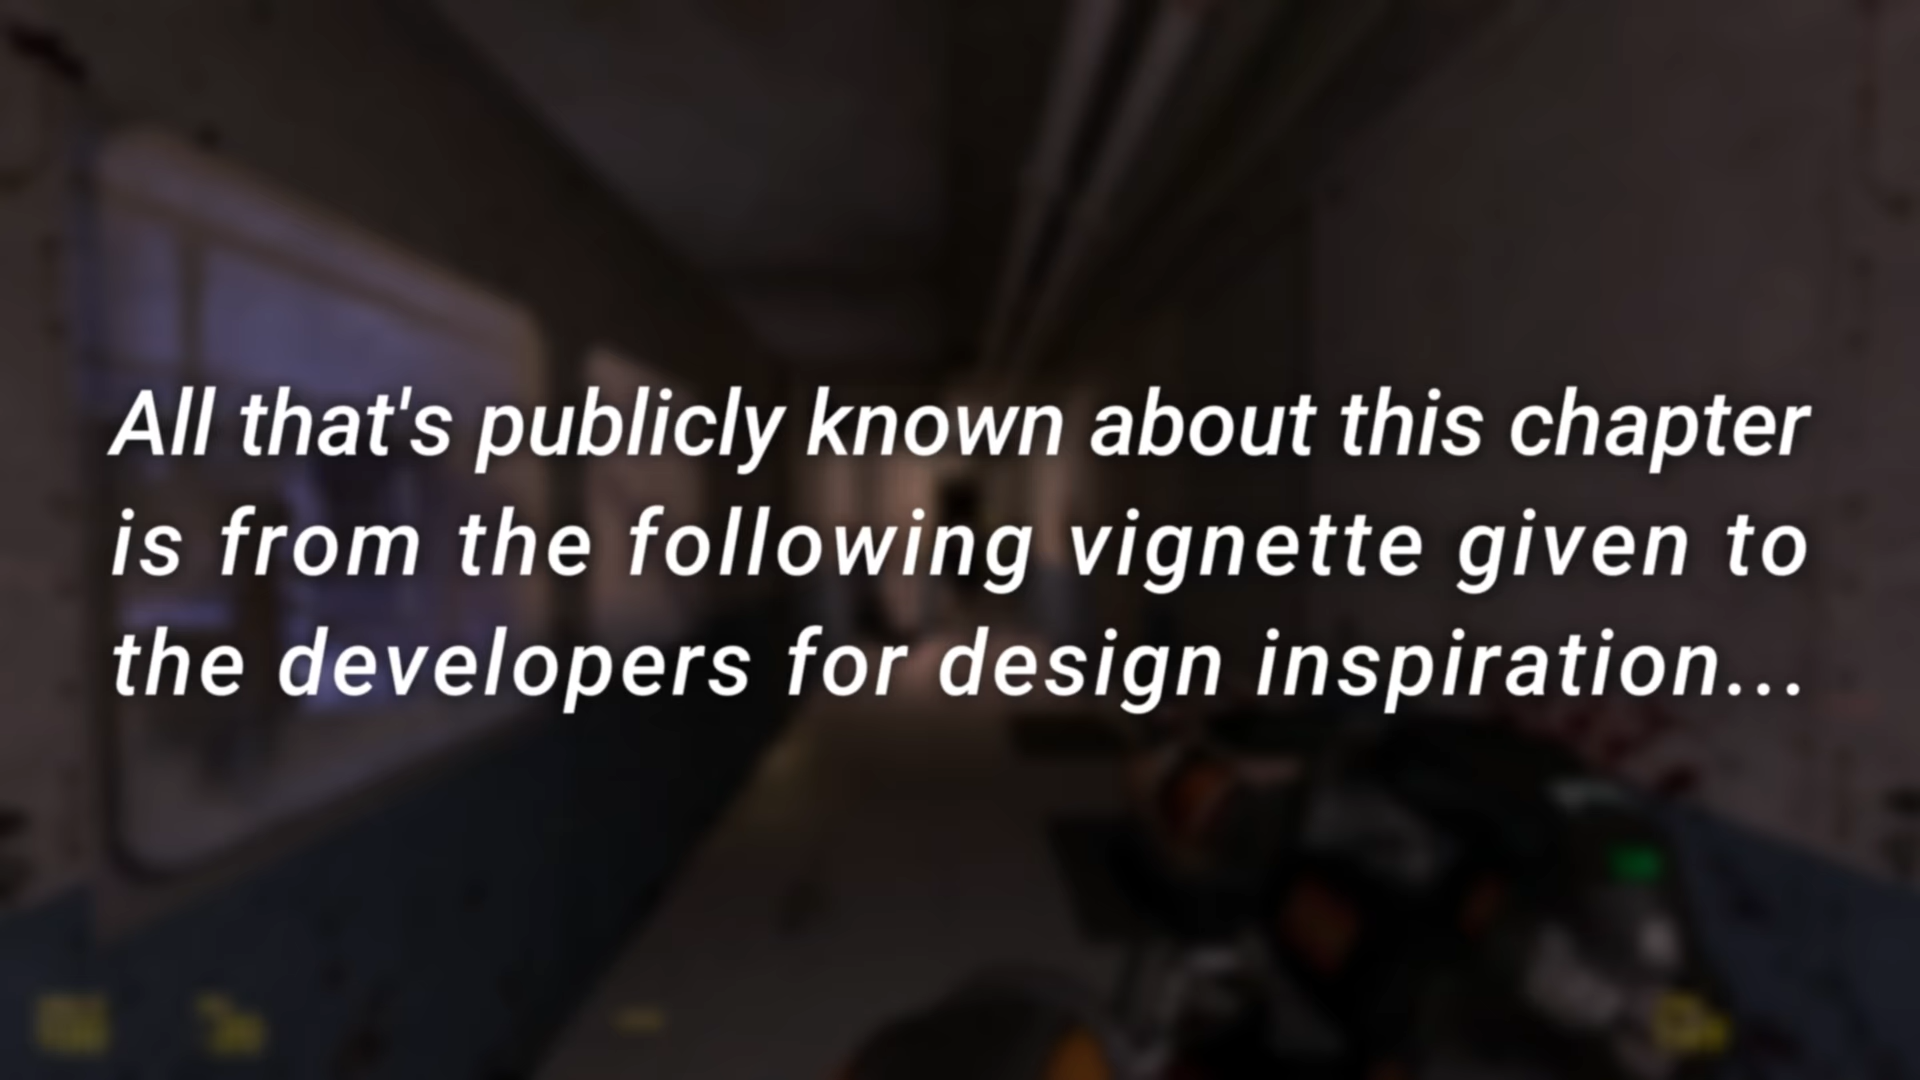 All that's publicly known about this chapter
is from the following vignette given to
the developers for design inspiration...